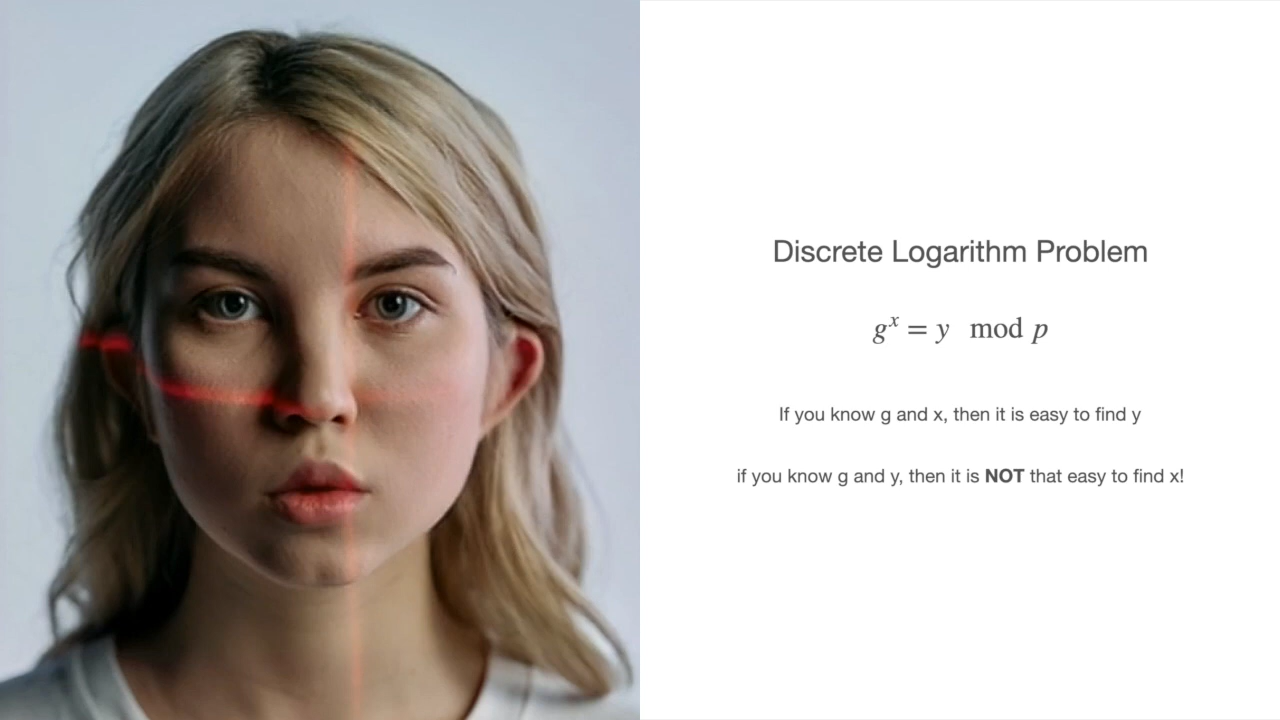 Discrete Logarithm Problem
gˣ = y mod p
If you know g and x, then it is easy to find y
if you know g and y, then it is NOT that easy to find x!